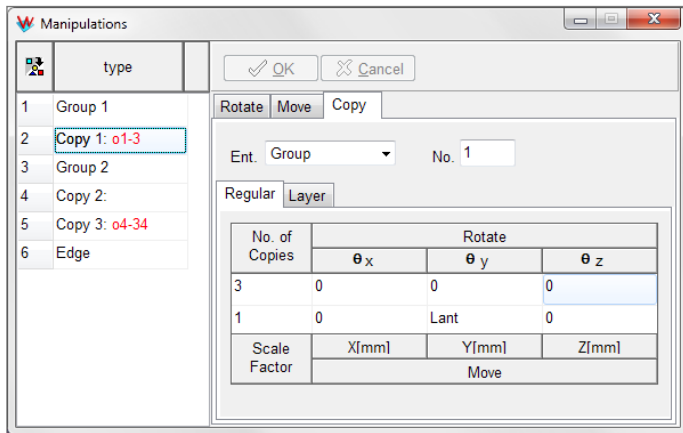 Manipulations
type
OK Cancel
1 Group 1
2 Copy 1: o1-3
3 Group 2
4 Copy 2:
5 Copy 3: o4-34
6 Edge
Rotate Move Copy
Ent. Group No. 1
Regular Layer
No. of Copies Rotate
θ x θ y θ z
3 0 0 0
1 0 Lant 0
Scale Factor X[mm] Y[mm] Z[mm]
Move